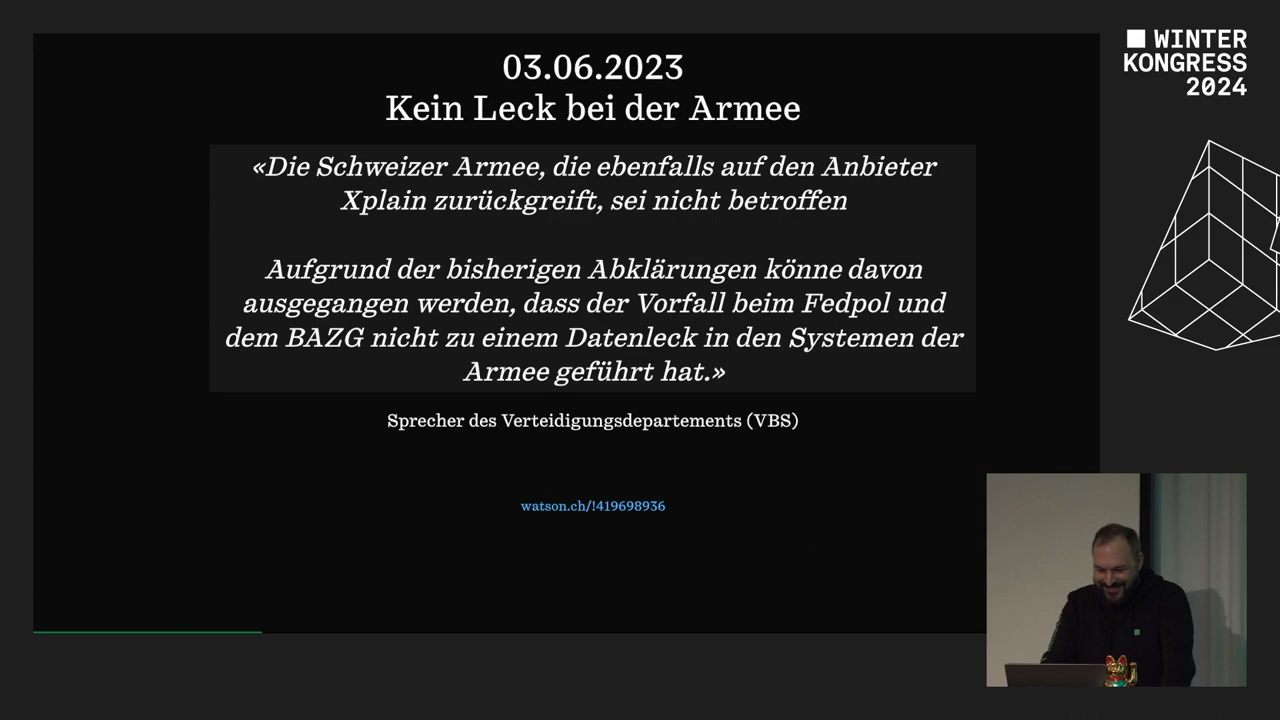 03.06.2023
Kein Leck bei der Armee
«Die Schweizer Armee, die ebenfalls auf den Anbieter
Xplain zurückgreift, sei nicht betroffen
Aufgrund der bisherigen Abklärungen könne davon
ausgegangen werden, dass der Vorfall beim Fedpol und
dem BAZG nicht zu einem Datenleck in den Systemen der
Armee geführt hat.»
Sprecher des Verteidigungsdepartements (VBS)
watson.ch/!419698936
WINTER
KONGRESS
2024